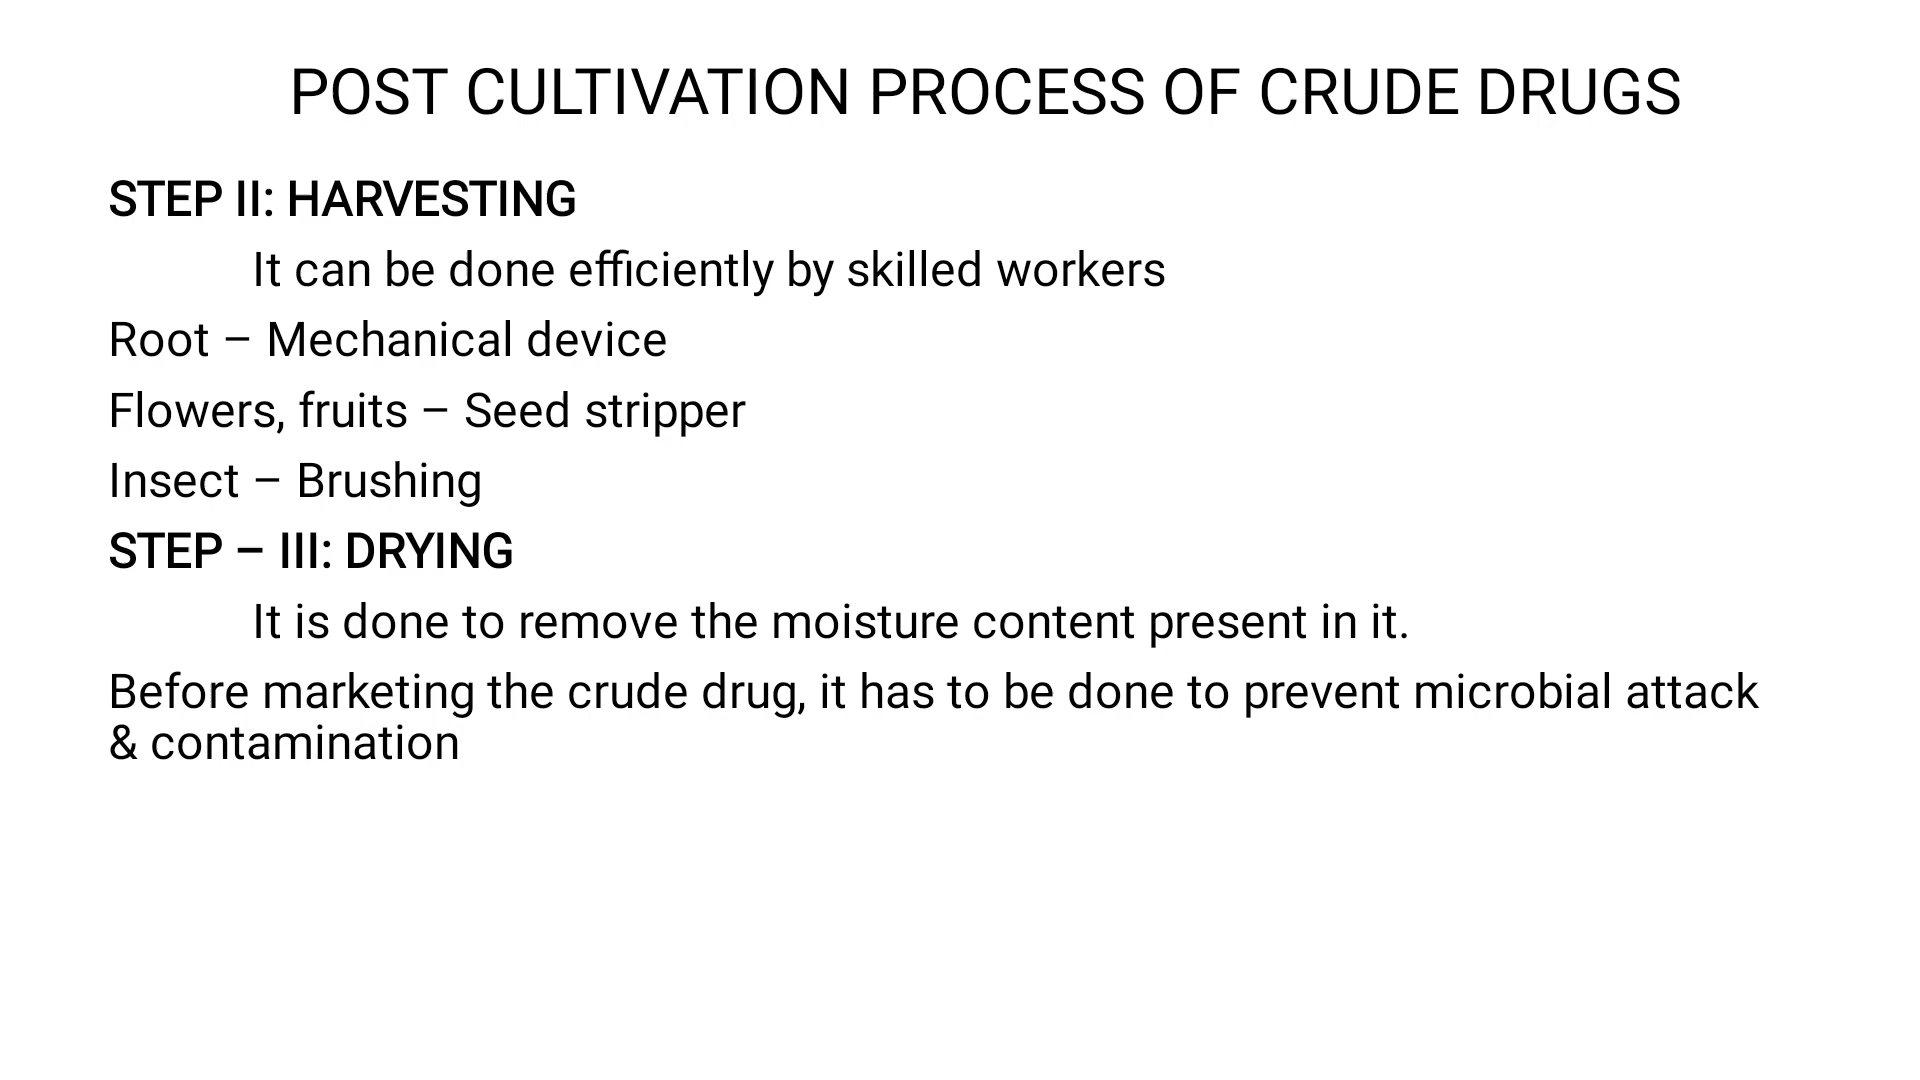 POST CULTIVATION PROCESS OF CRUDE DRUGS
STEP II: HARVESTING
It can be done efficiently by skilled workers
Root – Mechanical device
Flowers, fruits – Seed stripper
Insect – Brushing
STEP – III: DRYING
It is done to remove the moisture content present in it.
Before marketing the crude drug, it has to be done to prevent microbial attack
& contamination